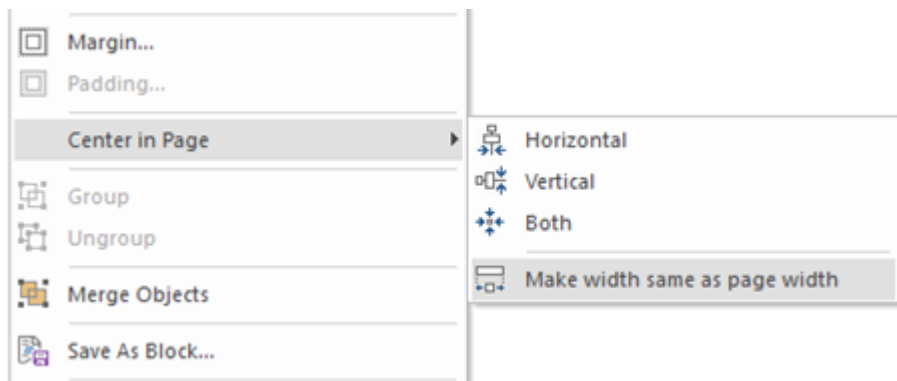 Margin...
Padding...
Center in Page
Horizontal
Vertical
Both
Make width same as page width
Group
Ungroup
Merge Objects
Save As Block...